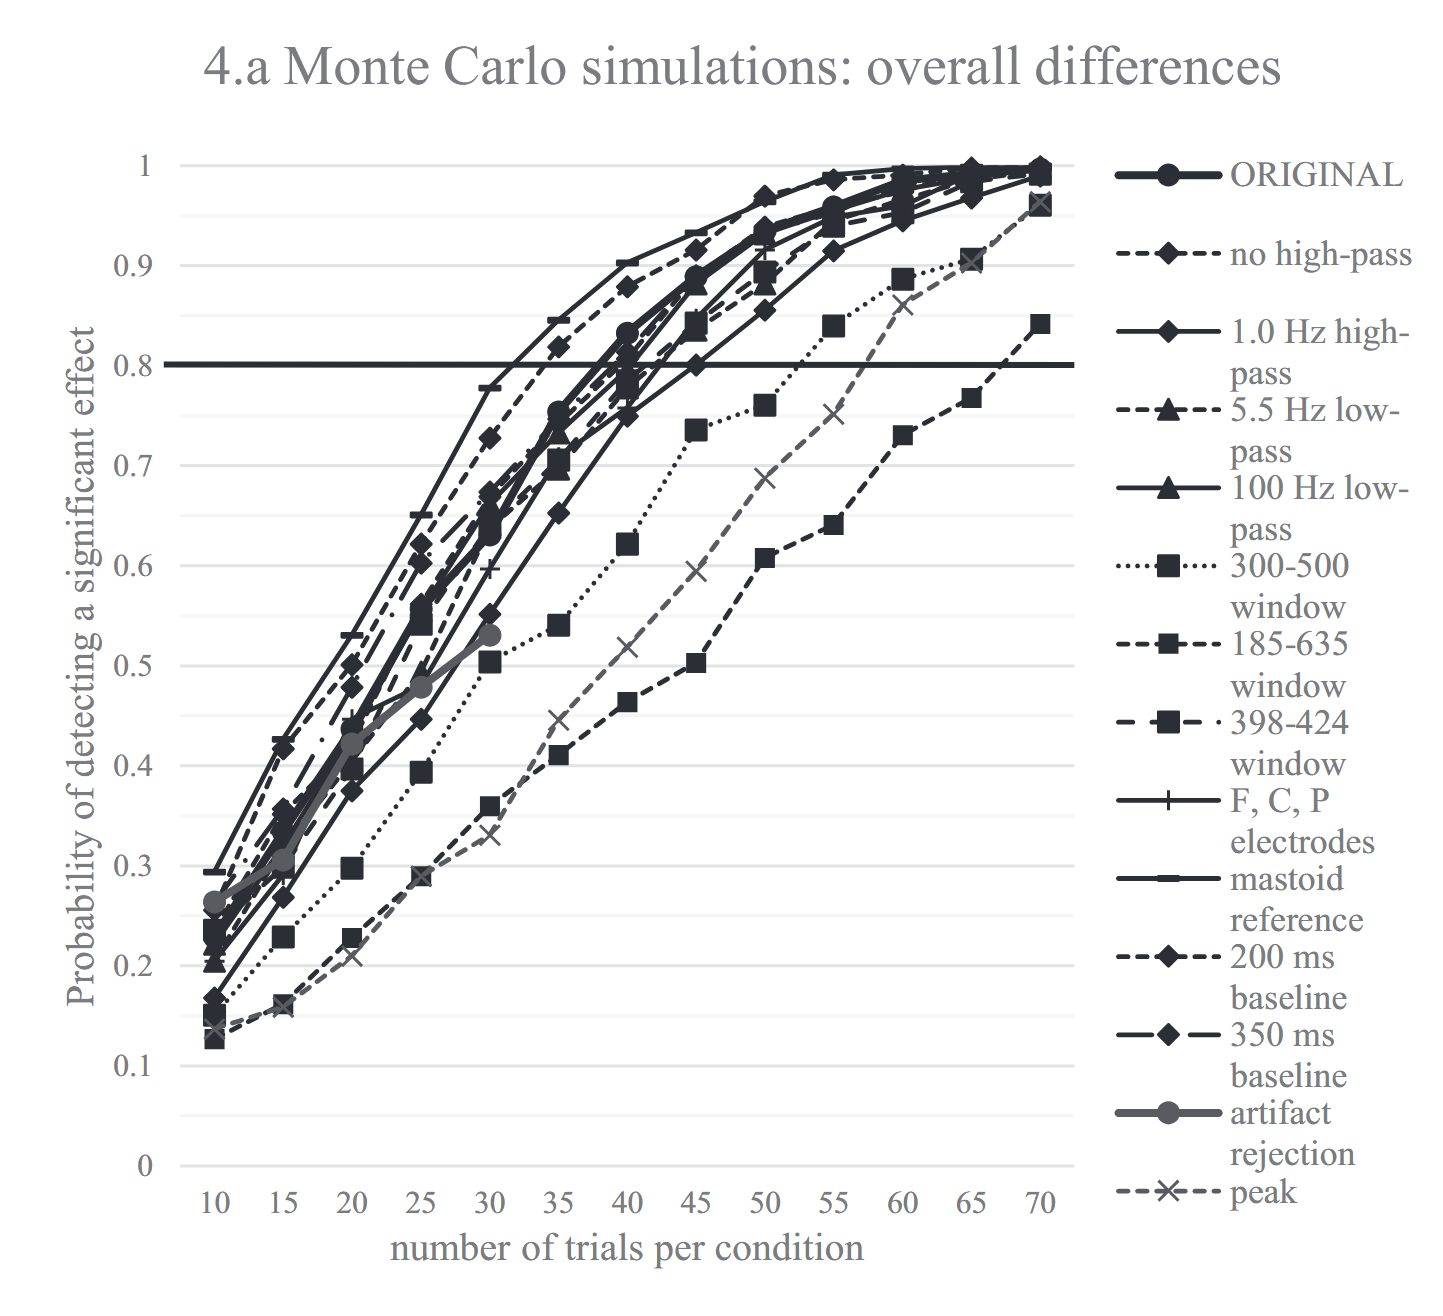 4.a Monte Carlo simulations: overall differences
Probability of detecting a significant effect
1
0.9
0.8
0.7
0.6
0.5
0.4
0.3
0.2
0.1
0
10 15 20 25 30 35 40 45 50 55 60 65 70
number of trials per condition
ORIGINAL
no high-pass
1.0 Hz high-
pass
5.5 Hz low-
pass
100 Hz low-
pass
300-500
window
185-635
window
398-424
window
F, C, P
electrodes
mastoid
reference
200 ms
baseline
350 ms
baseline
artifact
rejection
peak